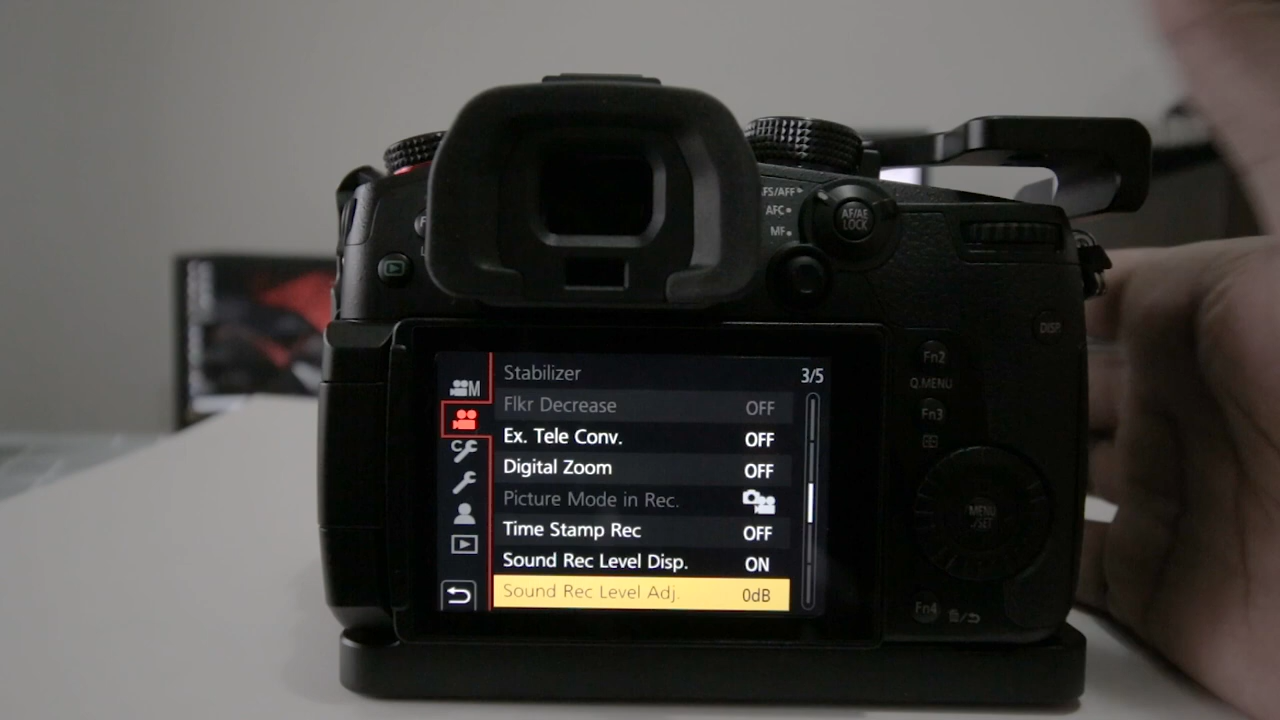 FS/AFF
AFC
MF
AF/AE
LOCK
DISP.
Fn2
Q.MENU
Fn3
MENU
/SET
Fn4
M
Stabilizer 3/5
Flkr Decrease OFF
Ex. Tele Conv. OFF
Digital Zoom OFF
Picture Mode in Rec.
Time Stamp Rec OFF
Sound Rec Level Disp. ON
Sound Rec Level Adj. 0dB
C